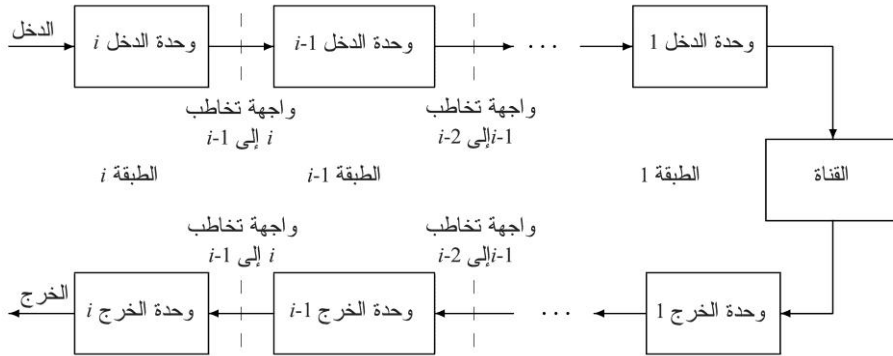 الدخل
وحدة الدخل i
وحدة الدخل i-1
...
وحدة الدخل 1
واجهة تخاطب
i إلى i-1
واجهة تخاطب
i-1إلى i-2
القناة
الطبقة i
الطبقة i-1
الطبقة 1
واجهة تخاطب
i إلى i-1
واجهة تخاطب
i-1إلى i-2
الخرج
وحدة الخرج i
وحدة الخرج i-1
...
وحدة الخرج 1